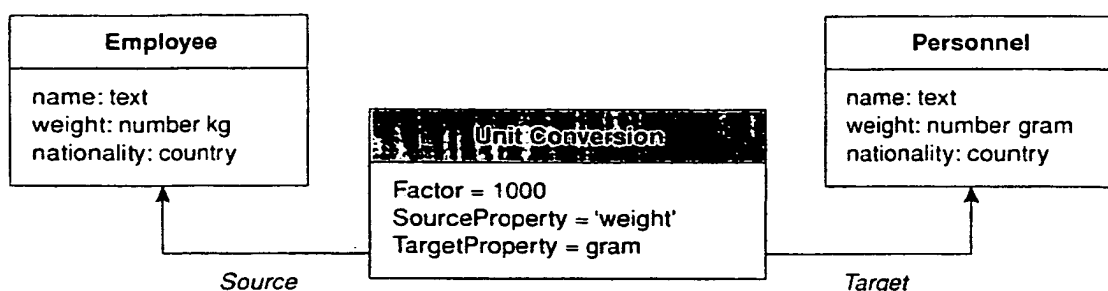 Employee
name: text
weight: number kg
nationality: country
Unit Conversion
Factor = 1000
SourceProperty = 'weight'
TargetProperty = gram
Personnel
name: text
weight: number gram
nationality: country
Source
Target